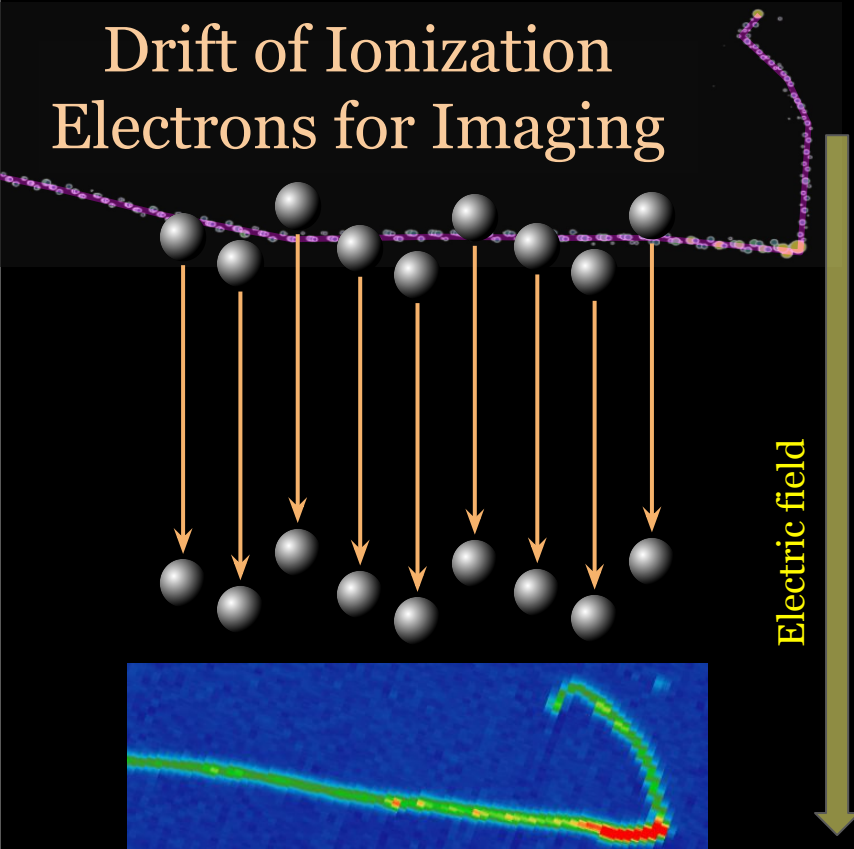 Drift of Ionization
Electrons for Imaging
Electric field